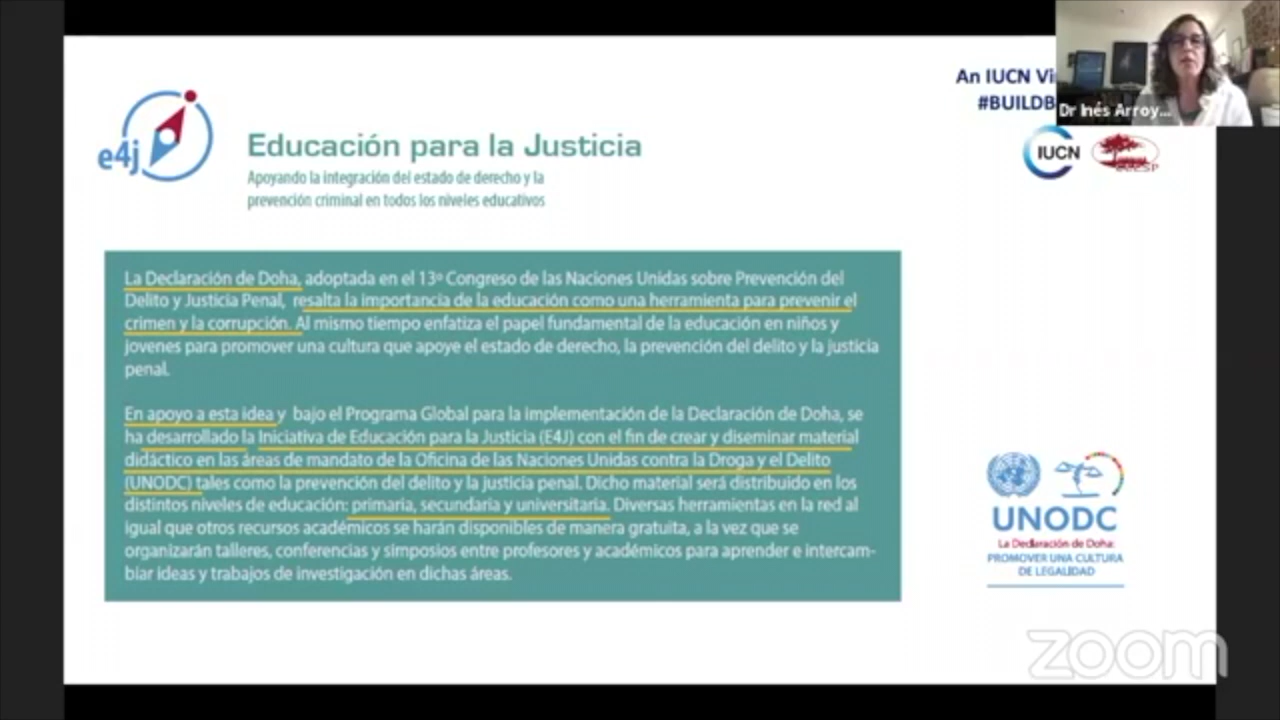 An IUCN Vi
#BUILDB
Dr Inés Arroy...
e4j
Educación para la Justicia
Apoyando la integración del estado de derecho y la
prevención criminal en todos los niveles educativos
IUCN
La Declaración de Doha, adoptada en el 13º Congreso de las Naciones Unidas sobre Prevención del
Delito y Justicia Penal, resalta la importancia de la educación como una herramienta para prevenir el
crimen y la corrupción. Al mismo tiempo enfatiza el papel fundamental de la educación en niños y
jovenes para promover una cultura que apoye el estado de derecho, la prevención del delito y la justicia
penal.
En apoyo a esta idea y bajo el Programa Global para la implementación de la Declaración de Doha, se
ha desarrollado la Iniciativa de Educación para la Justicia (E4J) con el fin de crear y diseminar material
didáctico en las áreas de mandato de la Oficina de las Naciones Unidas contra la Droga y el Delito
(UNODC) tales como la prevención del delito y la justicia penal. Dicho material será distribuido en los
distintos niveles de educación: primaria, secundaria y universitaria. Diversas herramientas en la red al
igual que otros recursos académicos se harán disponibles de manera gratuita, a la vez que se
organizarán talleres, conferencias y simposios entre profesores y académicos para aprender e intercam-
biar ideas y trabajos de investigación en dichas áreas.
UNODC
La Declaración de Doha:
PROMOVER UNA CULTURA
DE LEGALIDAD
zoom